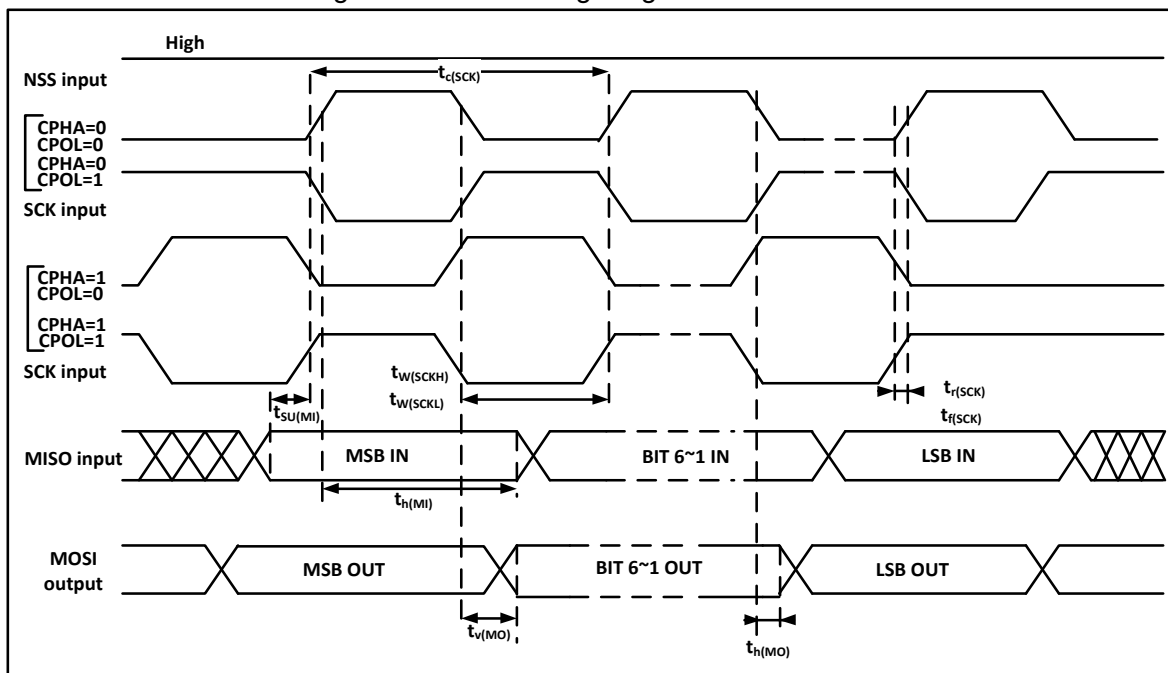 High
NSS input
tc(SCK)
CPHA=0
CPOL=0
CPHA=0
CPOL=1
SCK input
CPHA=1
CPOL=0
CPHA=1
CPOL=1
SCK input
tW(SCKH)
tW(SCKL)
tr(SCK)
tf(SCK)
tSU(MI)
MISO input
MSB IN
BIT 6~1 IN
LSB IN
th(MI)
MOSI
output
MSB OUT
BIT 6~1 OUT
LSB OUT
tv(MO)
th(MO)